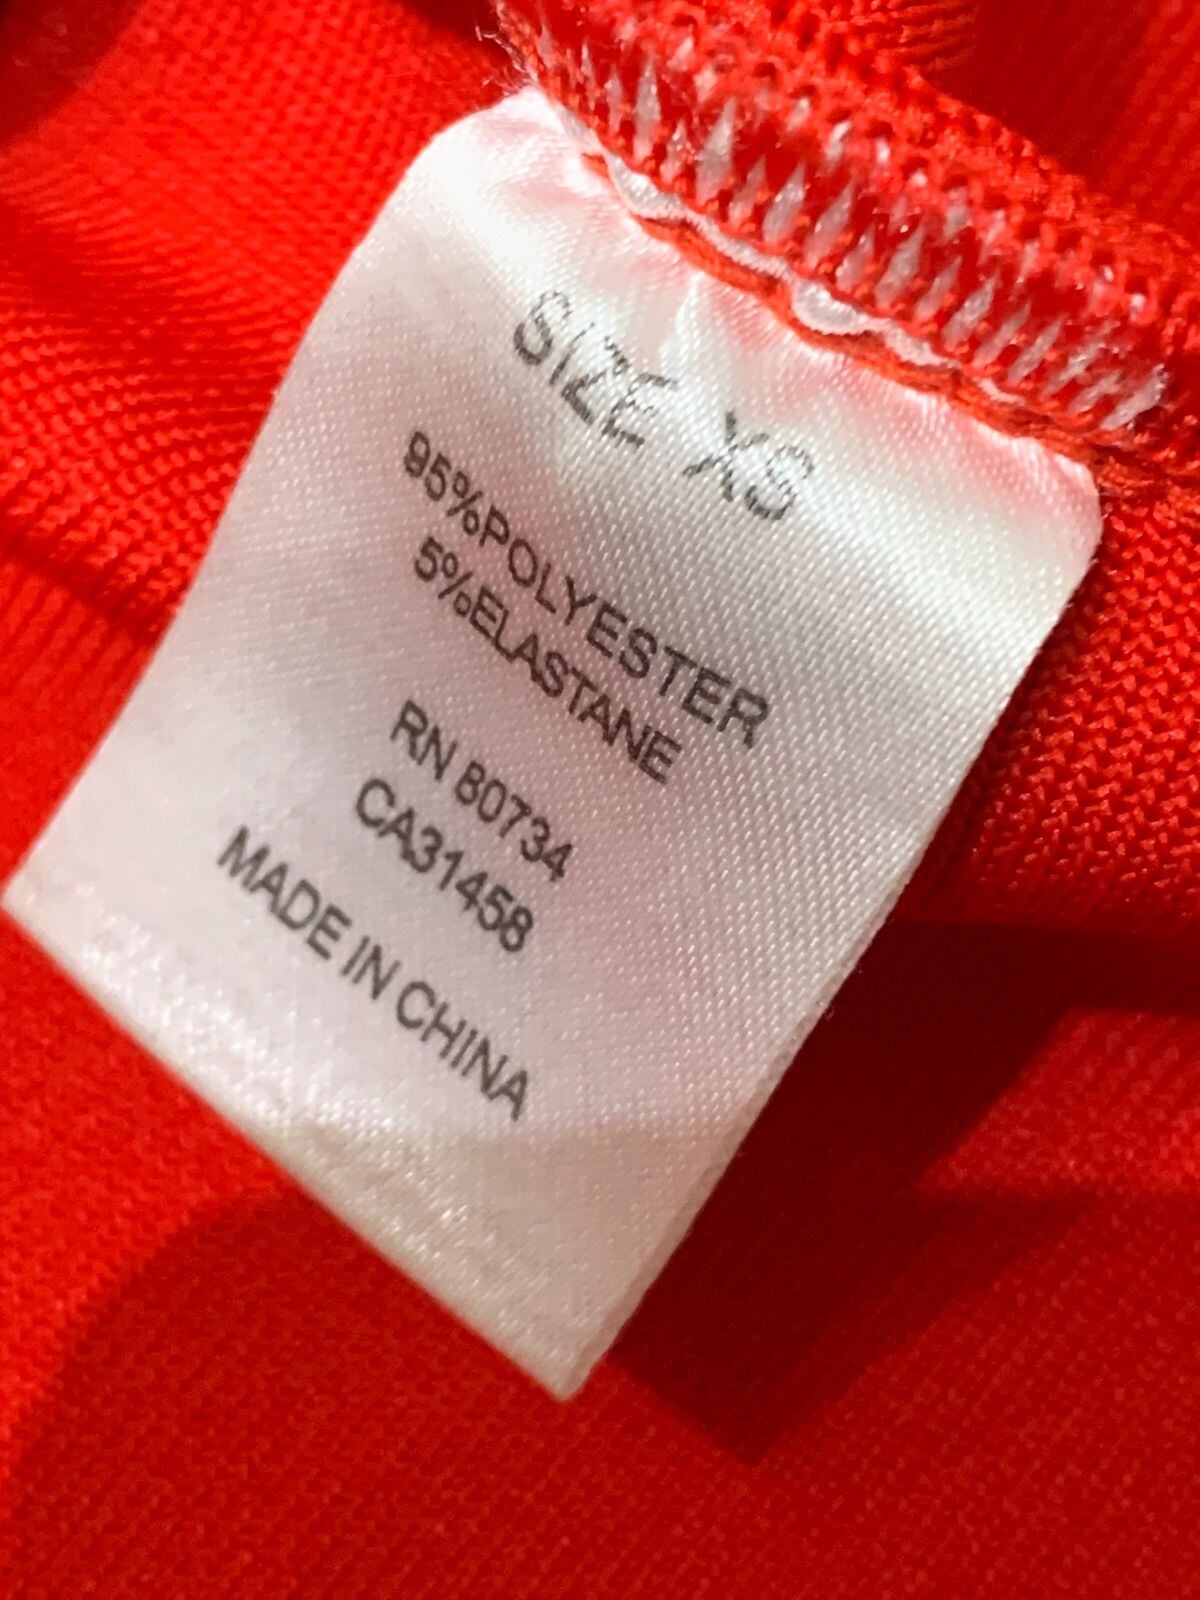 SIZE XS
95%POLYESTER
5%ELASTANE
RN 80734
CA31458
MADE IN CHINA